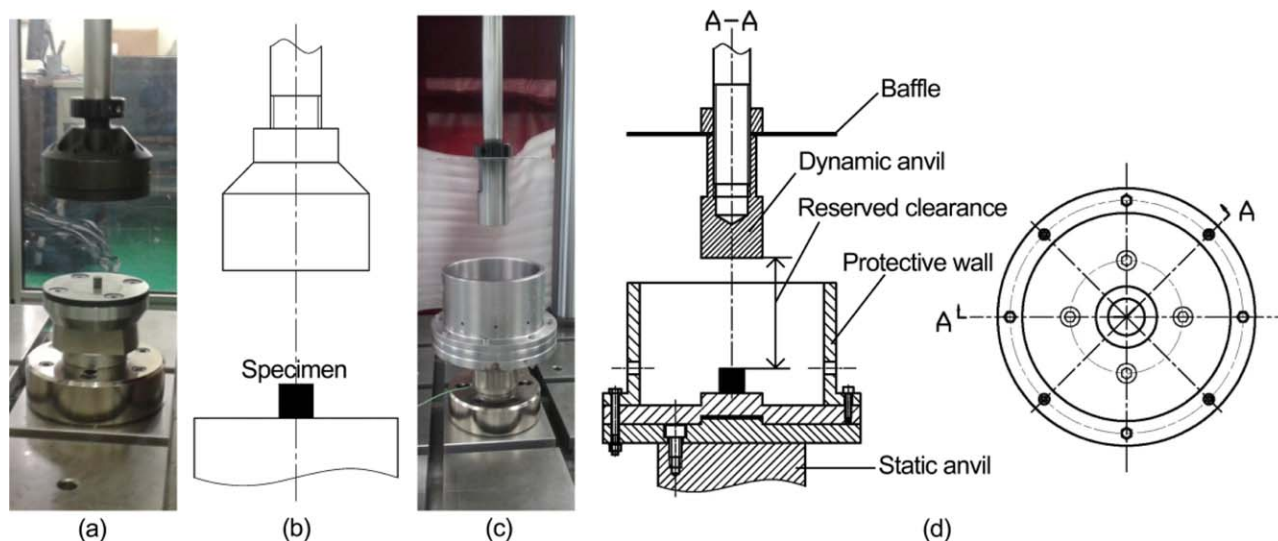 A-A
Baffle
Dynamic anvil
Reserved clearance
Protective wall
A
A
Specimen
Static anvil
(a)
(b)
(c)
(d)